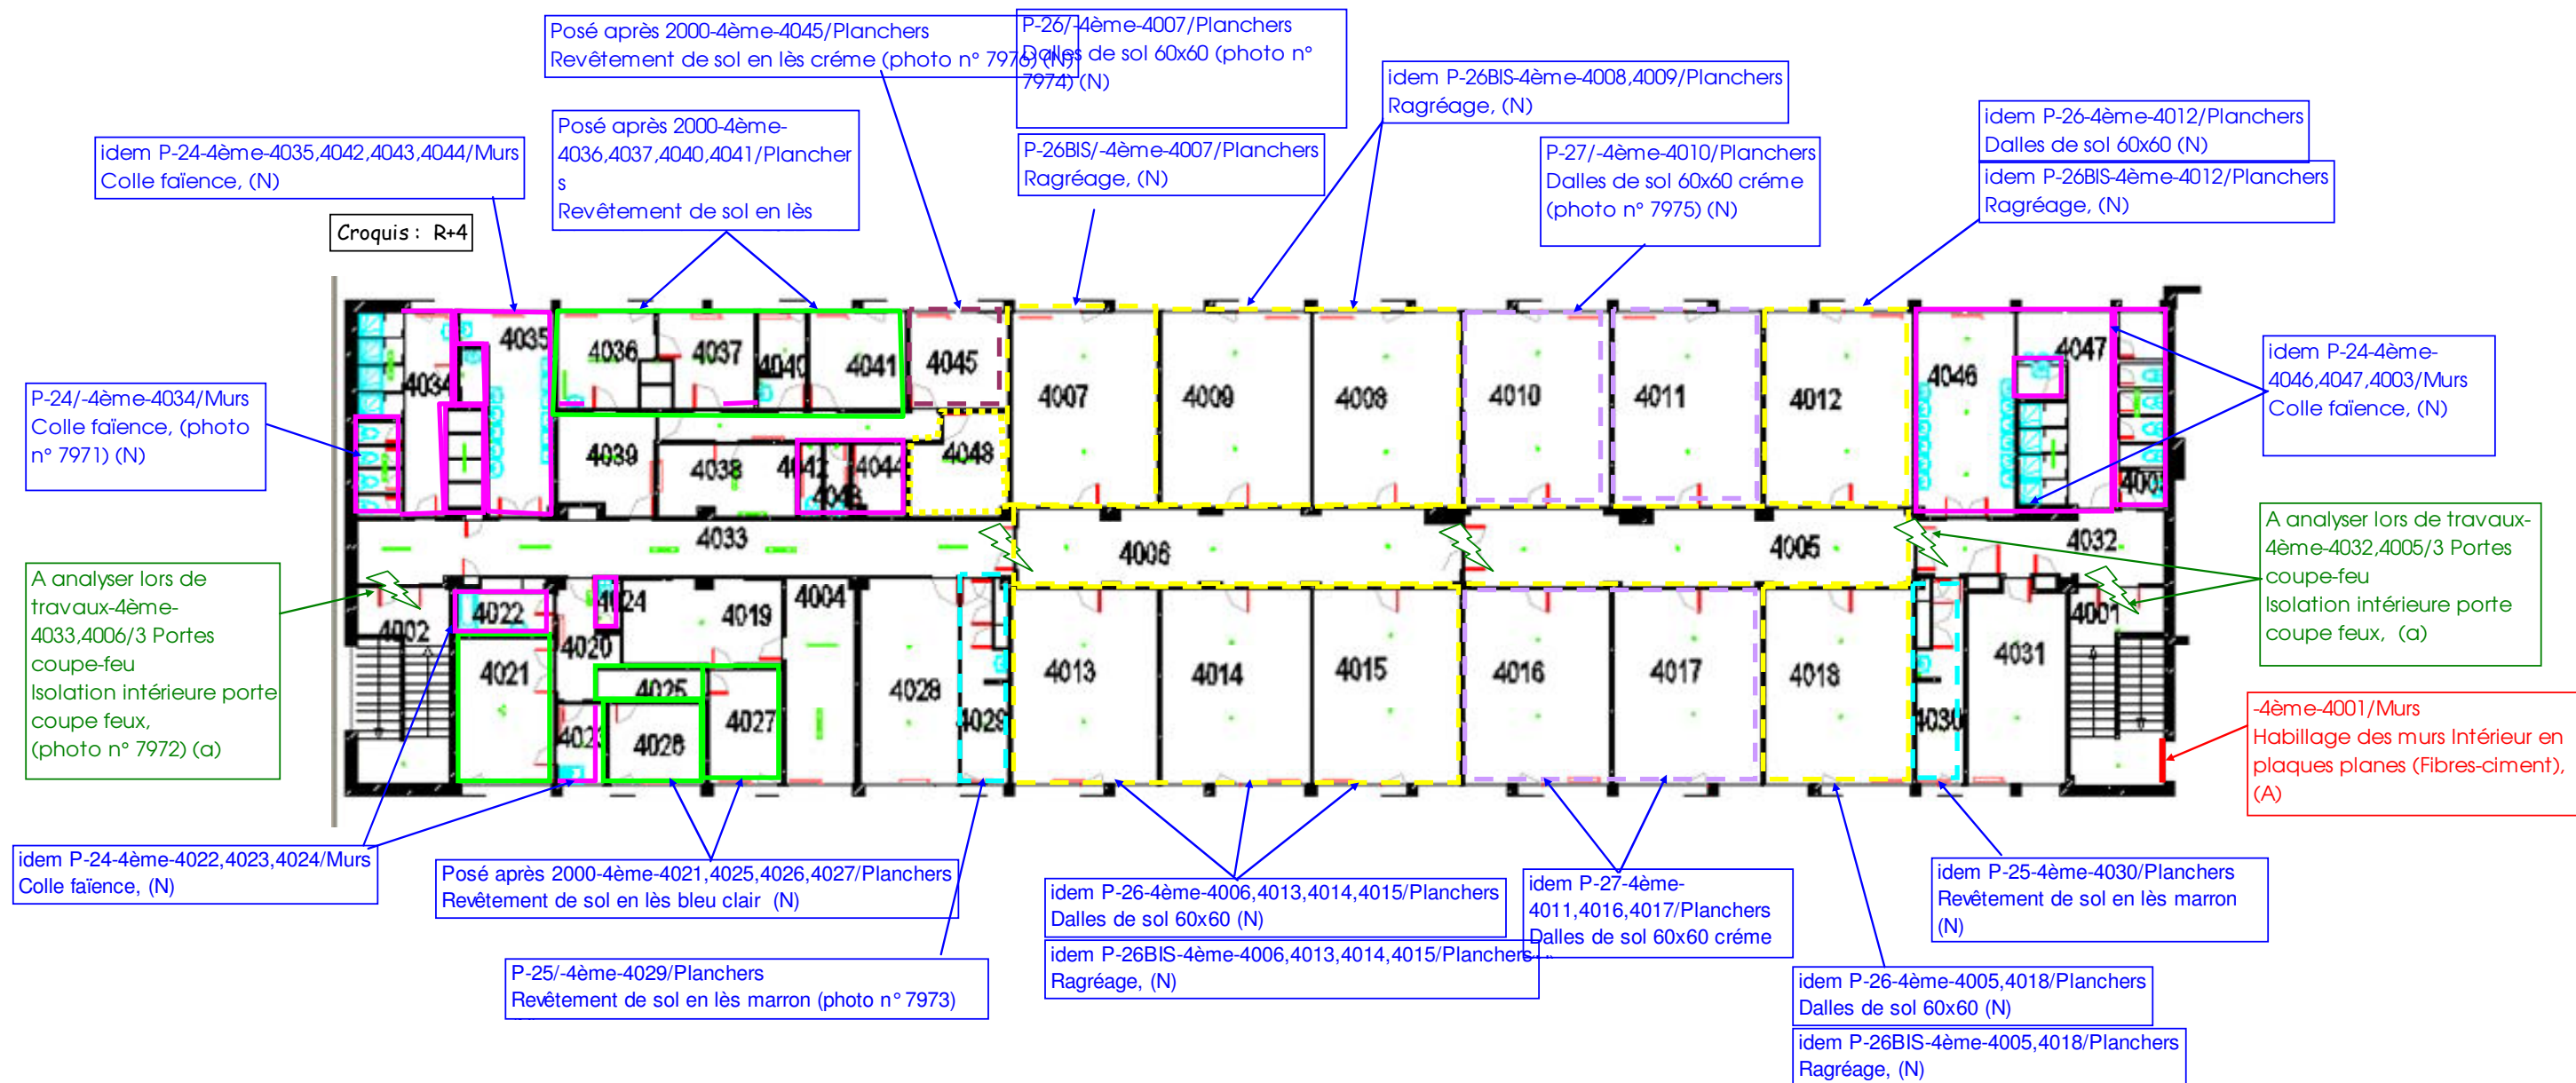 Posé après 2000-4ème-4045/Planchers
Revêtement de sol en lès créme (photo n° 7976) (N)
P-26/-4ème-4007/Planchers
Dalles de sol 60x60 (photo n°
7974) (N)
idem P-26BIS-4ème-4008,4009/Planchers
Ragréage, (N)
idem P-26-4ème-4012/Planchers
Dalles de sol 60x60 (N)
idem P-26BIS-4ème-4012/Planchers
Ragréage, (N)
idem P-24-4ème-4035,4042,4043,4044/Murs
Colle faïence, (N)
Posé après 2000-4ème-
4036,4037,4040,4041/Plancher
s
Revêtement de sol en lès
P-26BIS/-4ème-4007/Planchers
Ragréage, (N)
P-27/-4ème-4010/Planchers
Dalles de sol 60x60 créme
(photo n° 7975) (N)
Croquis : R+4
P-24/-4ème-4034/Murs
Colle faïence, (photo
n° 7971) (N)
idem P-24-4ème-
4046,4047,4003/Murs
Colle faïence, (N)
4034
4035
4036
4037
4040
4041
4045
4007
4009
4008
4010
4011
4012
4046
4047
4003
4039
4038
4042
4043
4044
4048
4033
4006
4005
4032
4002
4022
4024
4020
4019
4004
4021
4025
4023
4026
4027
4028
4029
4013
4014
4015
4016
4017
4018
4030
4031
4001
A analyser lors de
travaux-4ème-
4033,4006/3 Portes
coupe-feu
Isolation intérieure porte
coupe feux,
(photo n° 7972) (a)
A analyser lors de travaux-
4ème-4032,4005/3 Portes
coupe-feu
Isolation intérieure porte
coupe feux, (a)
-4ème-4001/Murs
Habillage des murs Intérieur en
plaques planes (Fibres-ciment),
(A)
idem P-24-4ème-4022,4023,4024/Murs
Colle faïence, (N)
Posé après 2000-4ème-4021,4025,4026,4027/Planchers
Revêtement de sol en lès bleu clair (N)
P-25/-4ème-4029/Planchers
Revêtement de sol en lès marron (photo n° 7973)
idem P-26-4ème-4006,4013,4014,4015/Planchers
Dalles de sol 60x60 (N)
idem P-26BIS-4ème-4006,4013,4014,4015/Planchers
Ragréage, (N)
idem P-27-4ème-
4011,4016,4017/Planchers
Dalles de sol 60x60 créme
idem P-25-4ème-4030/Planchers
Revêtement de sol en lès marron
(N)
idem P-26-4ème-4005,4018/Planchers
Dalles de sol 60x60 (N)
idem P-26BIS-4ème-4005,4018/Planchers
Ragréage, (N)